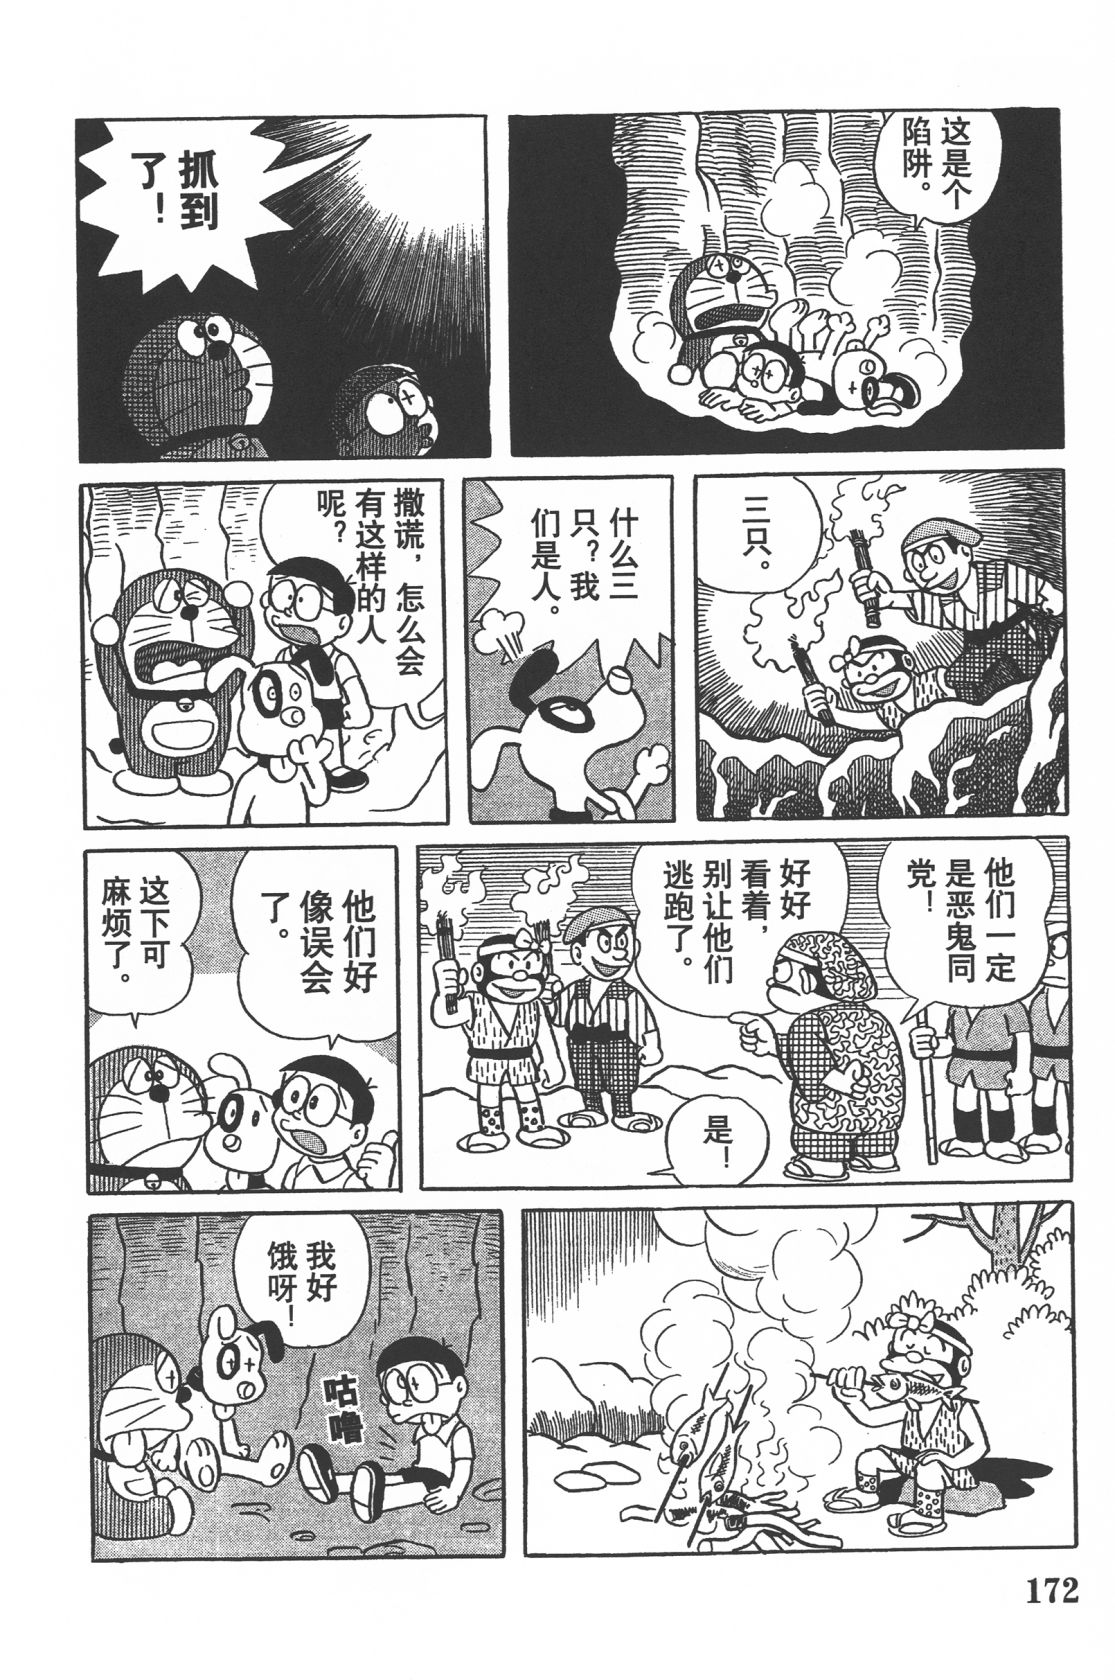 这是个
陷阱。
抓到
了！
三只。
什么三
只？我
们是人。
撒谎，怎么会
有这样的人
呢？
他们一定
是恶鬼同
党！
好好
看着，
别让他们
逃跑了。
是！
他们好
像误会
了。
这下可
麻烦了。
我好
饿呀！
咕噜
172